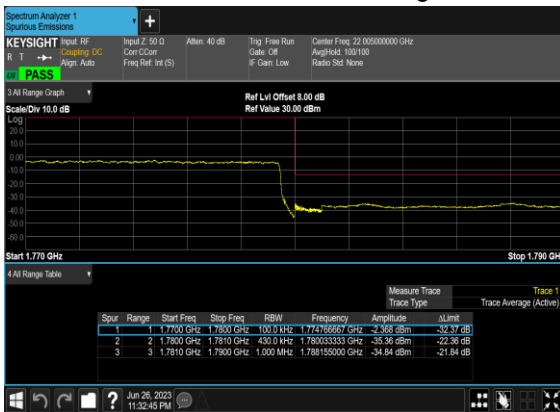 Spectrum Analyzer 1
Spurious Emissions
KEYSIGHT Input: RF Input Z: 50 Ω Atten: 40 dB Trig: Free Run Center Freq: 22.005000000 GHz
R T Coupling: DC Corr CCorr Gate: Off Avg|Hold: 100/100
Align: Auto Freq Ref: Int (S) IF Gain: Low Radio Std: None
PASS
3 All Range Graph
Ref Lvl Offset 8.00 dB
Scale/Div 10.0 dB Ref Value 30.00 dBm
Log
20.0
10.0
0.00
-10.0
-20.0
-30.0
-40.0
-50.0
-60.0
Start 1.770 GHz Stop 1.790 GH
4 All Range Table
Measure Trace Trace 1
Trace Type Trace Average (Active)
Spur Range Start Freq Stop Freq RBW Frequency Amplitude ΔLimit
1 1 1.7700 GHz 1.7800 GHz 100.0 kHz 1.774766667 GHz -2.368 dBm -32.37 dB
2 2 1.7800 GHz 1.7810 GHz 430.0 kHz 1.780033333 GHz -35.36 dBm -22.36 dB
3 3 1.7810 GHz 1.7900 GHz 1.000 MHz 1.788155000 GHz -34.84 dBm -21.84 dB
Jun 26, 2023
11:32:45 PM